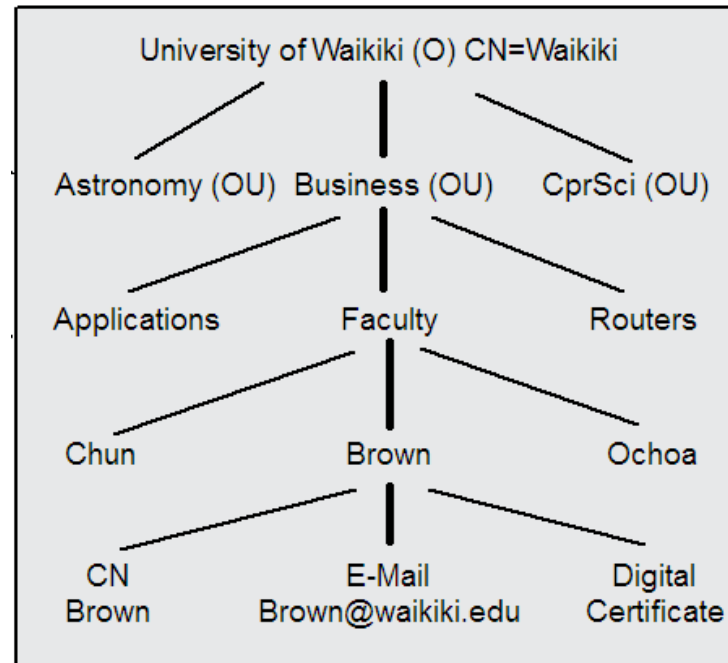 University of Waikiki (O) CN=Waikiki
Astronomy (OU) Business (OU) CprSci (OU)
Applications Faculty Routers
Chun Brown Ochoa
CN E-Mail Digital
Brown Brown@waikiki.edu Certificate